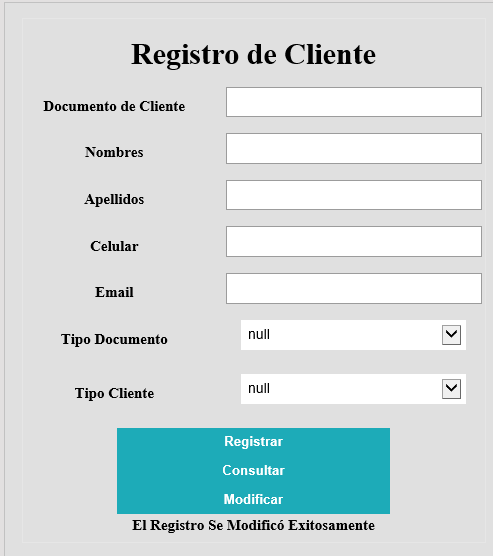 Registro de Cliente
Documento de Cliente
Nombres
Apellidos
Celular
Email
Tipo Documento null
Tipo Cliente null
Registrar
Consultar
Modificar
El Registro Se Modificó Exitosamente